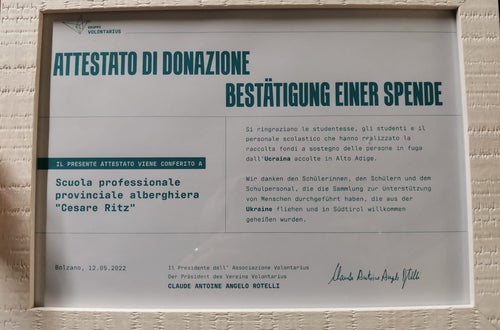 GRUPPO
VOLONTARIUS
ATTESTATO DI DONAZIONE
BESTÄTIGUNG EINER SPENDE
IL PRESENTE ATTESTATO VIENE CONFERITO A
Scuola professionale
provinciale alberghiera
"Cesare Ritz"
Si ringraziano le studentesse, gli studenti e il
personale scolastico che hanno realizzato la
raccolta fondi a sostegno delle persone in fuga
dall'Ucraina accolte in Alto Adige.
Wir danken den Schülerinnen, den Schülern und dem
Schulpersonal, die die Sammlung zur Unterstützung
von Menschen durchgeführt haben, die aus der
Ukraine fliehen und in Südtirol willkommen
geheißen wurden.
Bolzano, 12.05.2022
Il Presidente dell' Associazione Volontarius
Der Präsident des Vereins Volontarius
CLAUDE ANTOINE ANGELO ROTELLI
Claude Antoine Angelo Rotelli